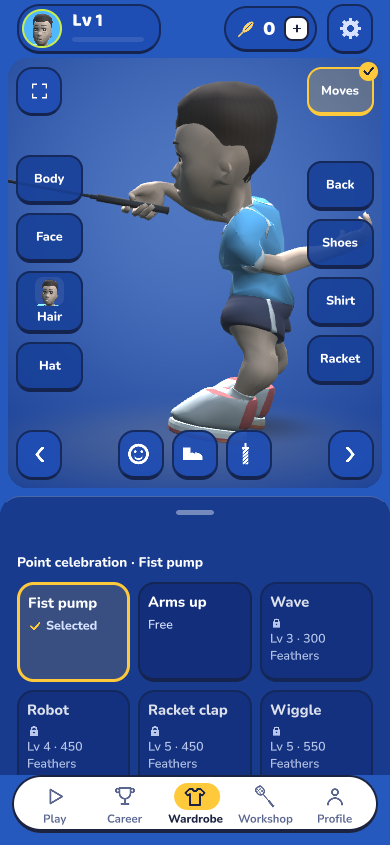 Lv 1
0
+
Moves
Body
Back
Face
Shoes
Hair
Shirt
Hat
Racket
Point celebration · Fist pump
Fist pump
Selected
Arms up
Free
Wave
Lv 3 · 300
Feathers
Robot
Lv 4 · 450
Feathers
Racket clap
Lv 5 · 450
Feathers
Wiggle
Lv 5 · 550
Feathers
Play
Career
Wardrobe
Workshop
Profile